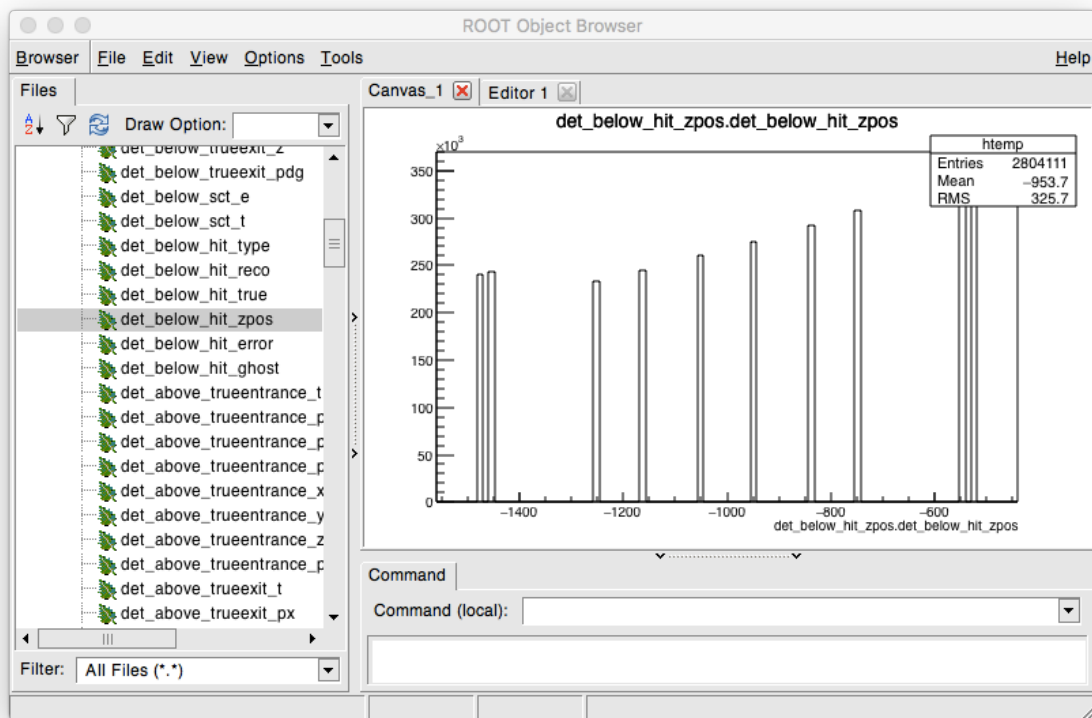 ROOT Object Browser
Browser File Edit View Options Tools Help
Files
Draw Option:
det_below_trueexit_z
det_below_trueexit_pdg
det_below_sct_e
det_below_sct_t
det_below_hit_type
det_below_hit_reco
det_below_hit_true
det_below_hit_zpos
det_below_hit_error
det_below_hit_ghost
det_above_trueentrance_t
det_above_trueentrance_p
det_above_trueentrance_p
det_above_trueentrance_p
det_above_trueentrance_x
det_above_trueentrance_y
det_above_trueentrance_z
det_above_trueentrance_p
det_above_trueexit_t
det_above_trueexit_px
Filter: All Files (*.*)
Canvas_1 Editor 1
det_below_hit_zpos.det_below_hit_zpos
×10³
htemp
Entries 2804111
Mean −953.7
RMS 325.7
350
300
250
200
150
100
50
0
−1400 −1200 −1000 −800 −600
det_below_hit_zpos.det_below_hit_zpos
Command
Command (local):